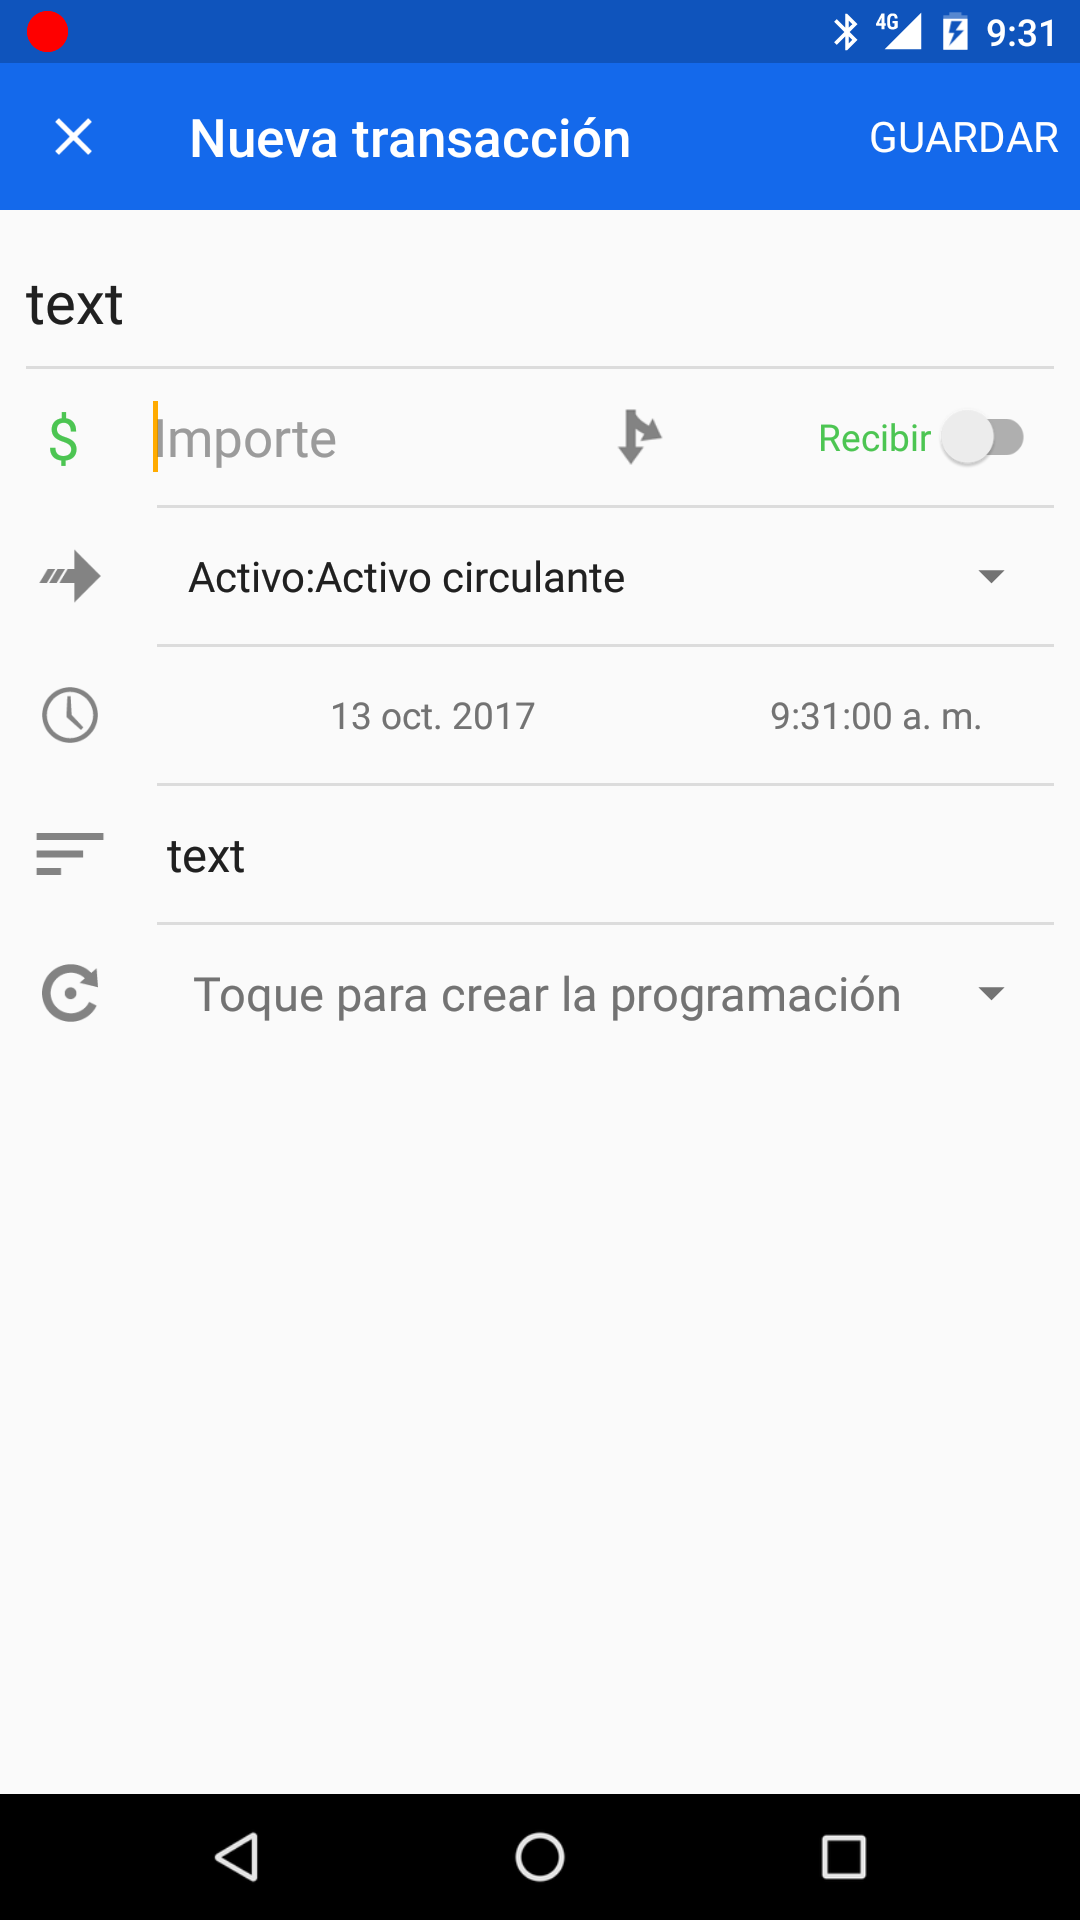 4G 9:31
Nueva transacción GUARDAR
text
$ Importe Recibir
Activo:Activo circulante
13 oct. 2017 9:31:00 a. m.
text
Toque para crear la programación